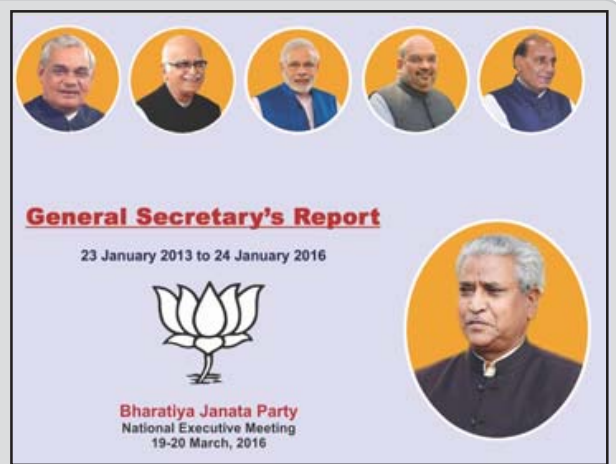 General Secretary's Report
23 January 2013 to 24 January 2016
Bharatiya Janata Party
National Executive Meeting
19-20 March, 2016